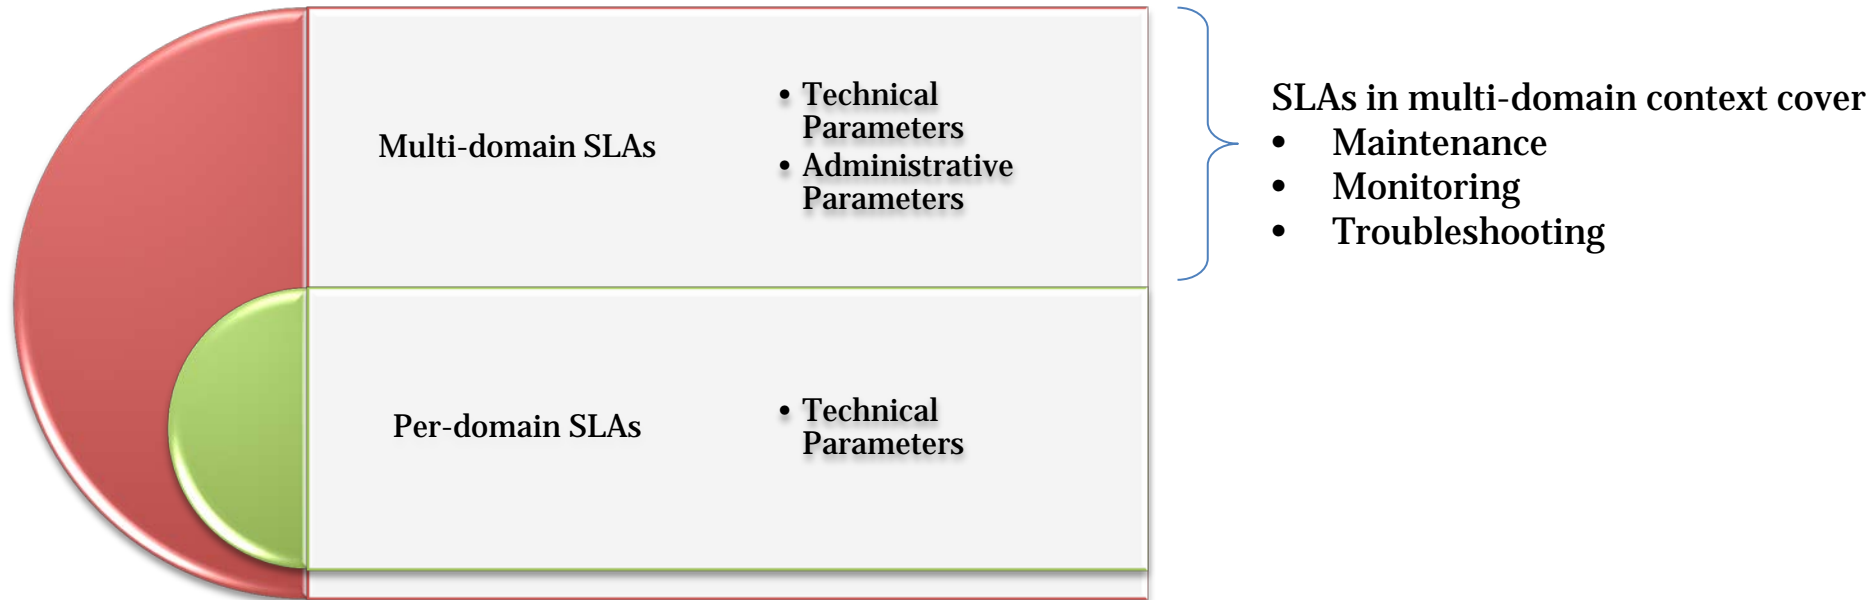 Multi-domain SLAs
• Technical
Parameters
• Administrative
Parameters
SLAs in multi-domain context cover
• Maintenance
• Monitoring
• Troubleshooting
Per-domain SLAs
• Technical
Parameters